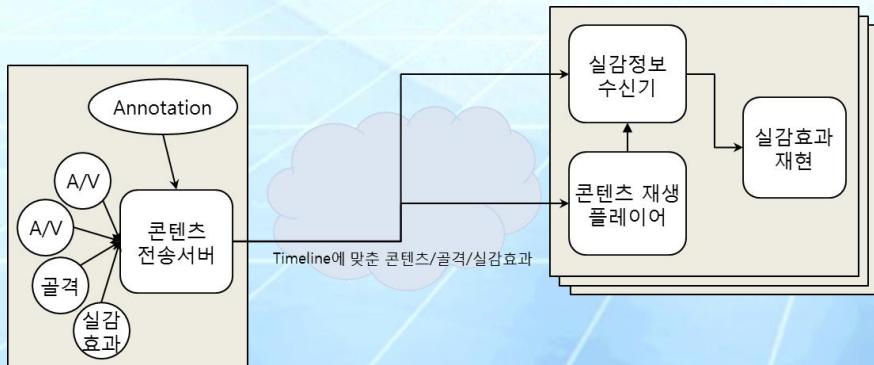 Annotation
A/V
A/V
골격
실감
효과
콘텐츠
전송서버
Timeline에 맞춘 콘텐츠/골격/실감효과
실감정보
수신기
콘텐츠 재생
플레이어
실감효과
재현